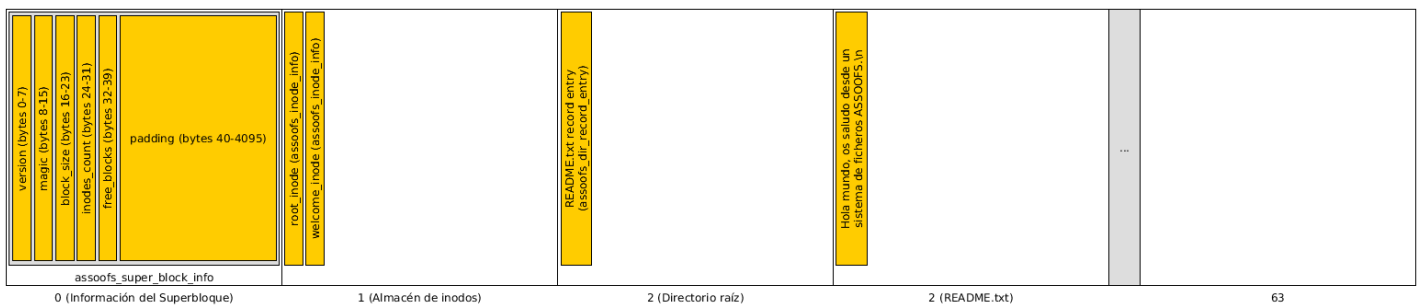 version (bytes 0-7)
magic (bytes 8-15)
block_size (bytes 16-23)
inodes_count (bytes 24-31)
free_blocks (bytes 32-39)
padding (bytes 40-4095)
assoofs_super_block_info
0 (Información del Superbloque)
root_inode (assoofs_inode_info)
welcome_inode (assoofs_inode_info)
1 (Almacén de inodos)
README.txt record entry
(assoofs_dir_record_entry)
2 (Directorio raíz)
Hola mundo, os saludo desde un
sistema de ficheros ASSOOFS.\n
2 (README.txt)
...
63